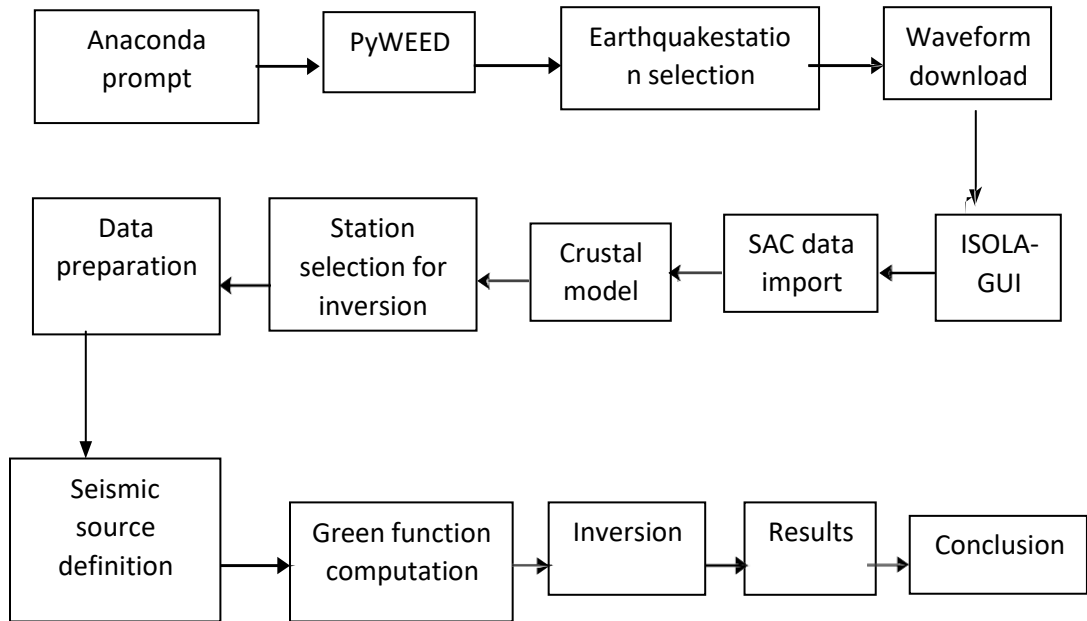 Anaconda
prompt
PyWEED
Earthquakestatio
n selection
Waveform
download
ISOLA-
GUI
SAC data
import
Crustal
model
Station
selection for
inversion
Data
preparation
Seismic
source
definition
Green function
computation
Inversion
Results
Conclusion